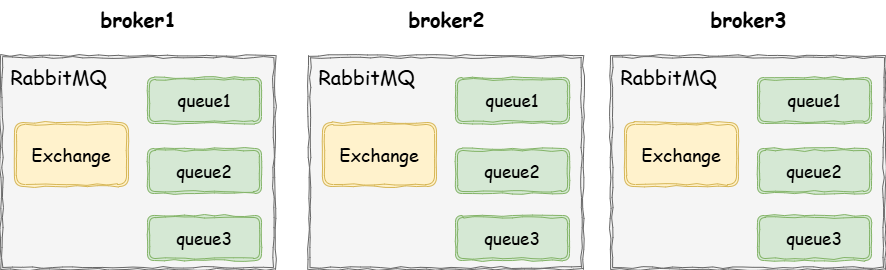 broker1
broker2
broker3
RabbitMQ
queue1
Exchange
queue2
queue3
RabbitMQ
queue1
Exchange
queue2
queue3
RabbitMQ
queue1
Exchange
queue2
queue3